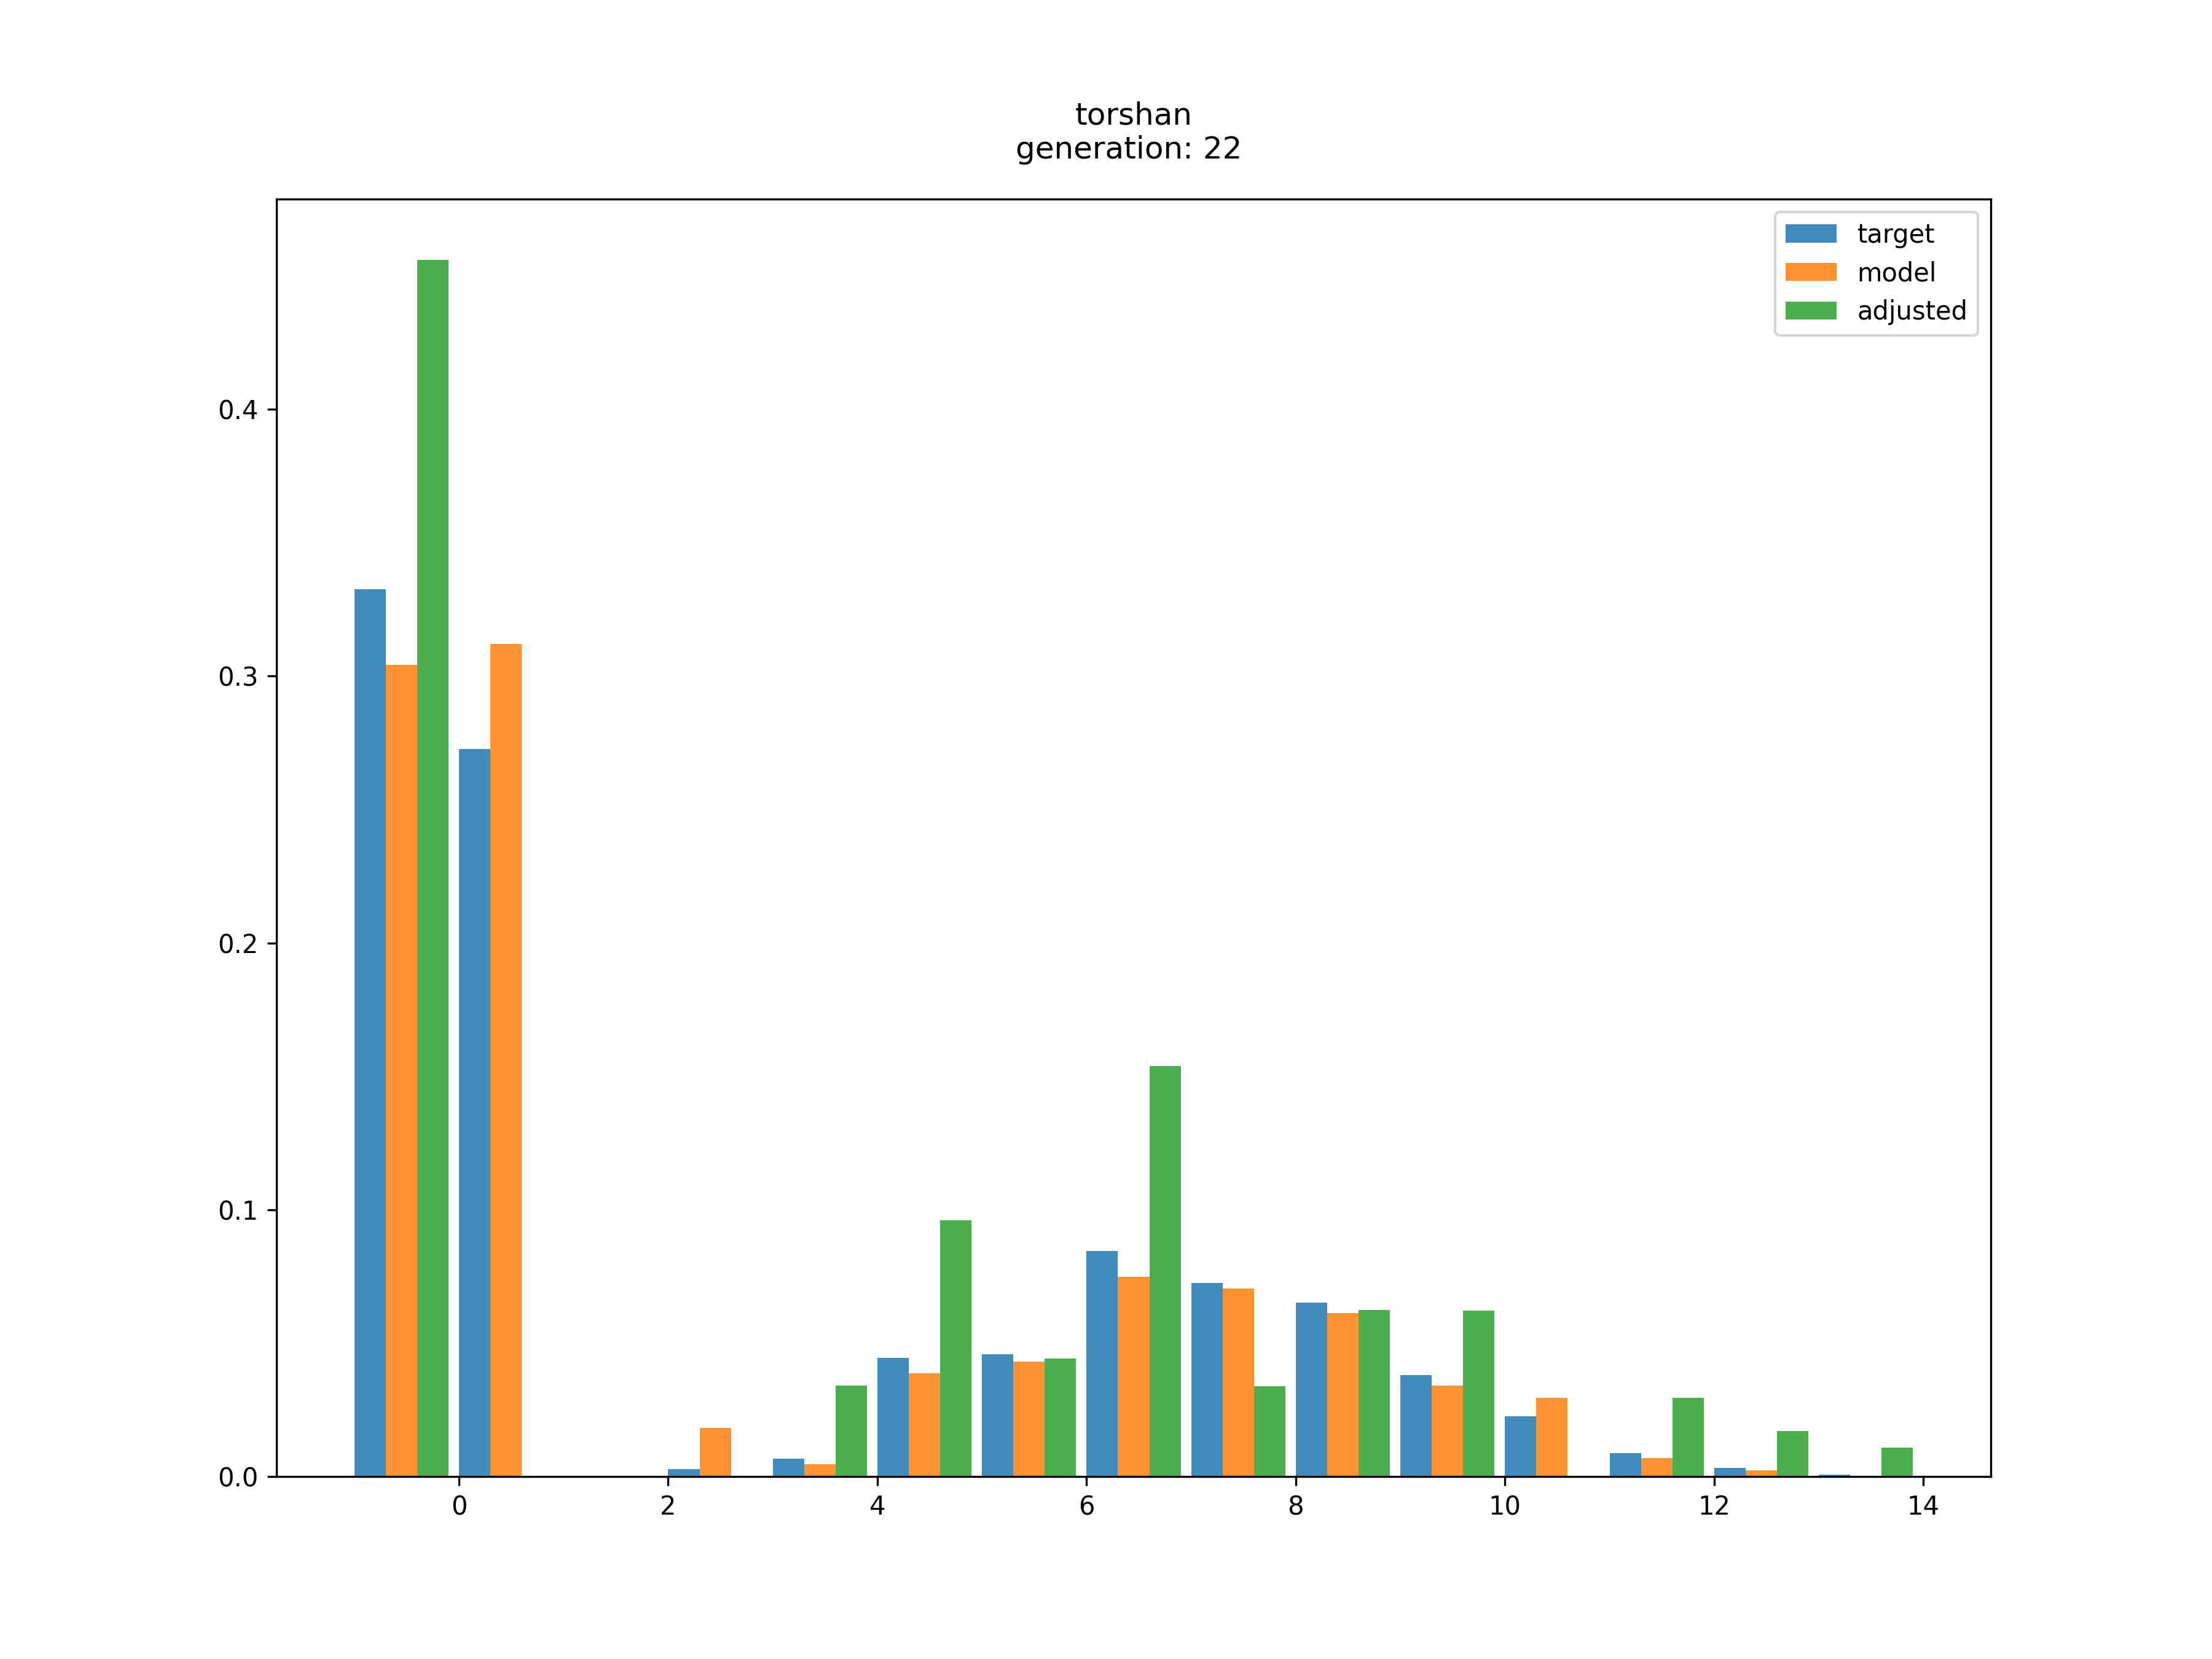 torshan
generation: 22
target
model
adjusted
0.4
0.3
0.2
0.1
0.0
0 2 4 6 8 10 12 14